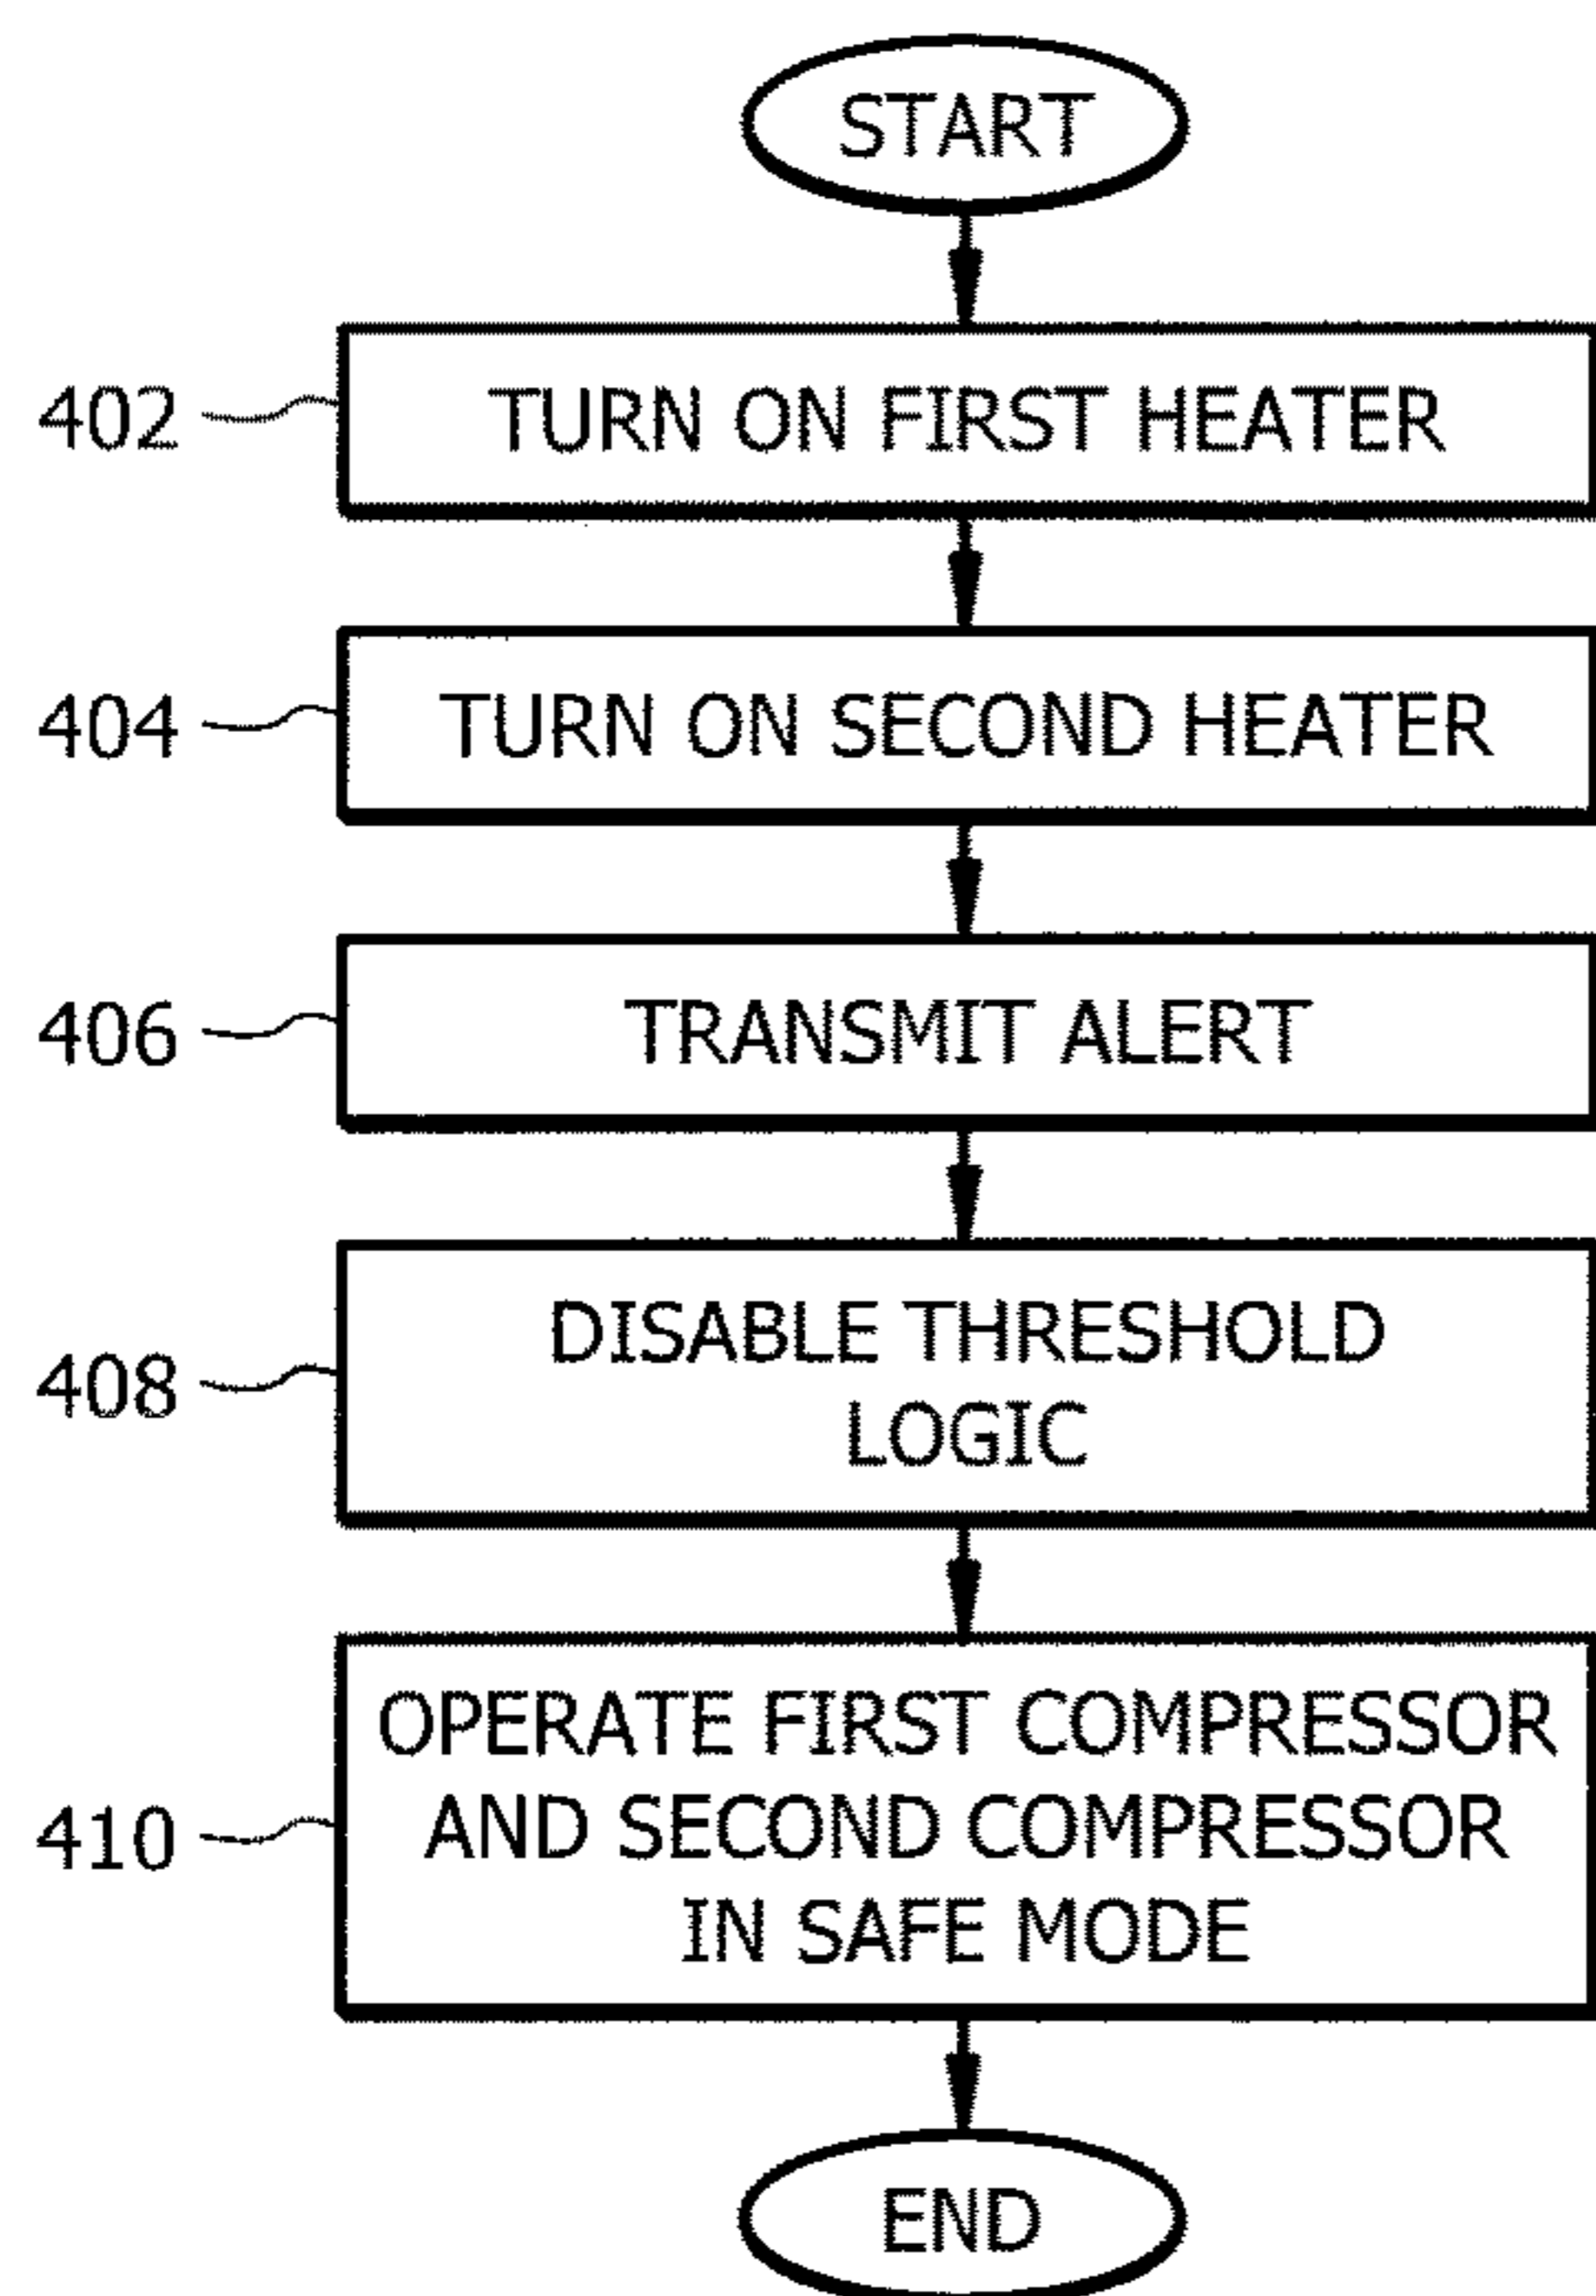 START
402 TURN ON FIRST HEATER
404 TURN ON SECOND HEATER
406 TRANSMIT ALERT
408 DISABLE THRESHOLD
LOGIC
410 OPERATE FIRST COMPRESSOR
AND SECOND COMPRESSOR
IN SAFE MODE
END